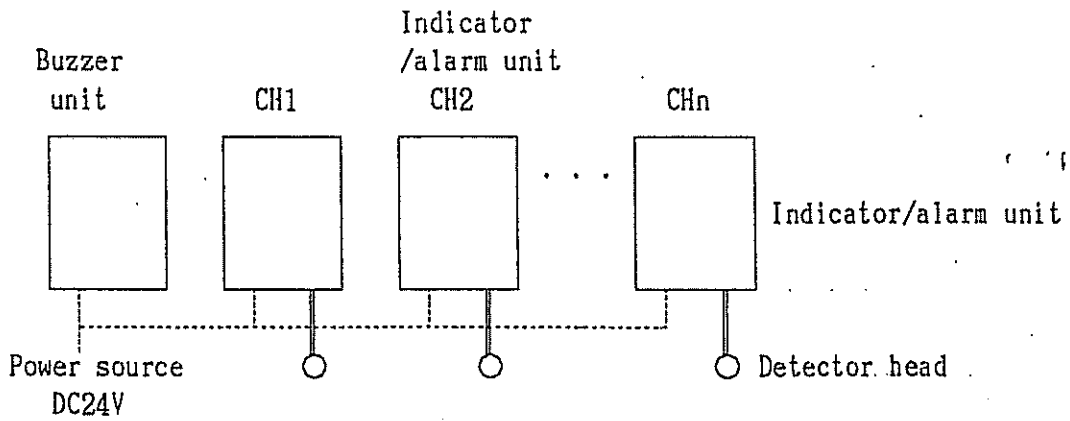 Indicator
/alarm unit
Buzzer
unit
CH1
CH2
CHn
. . .
Indicator/alarm unit
Power source
DC24V
Detector head